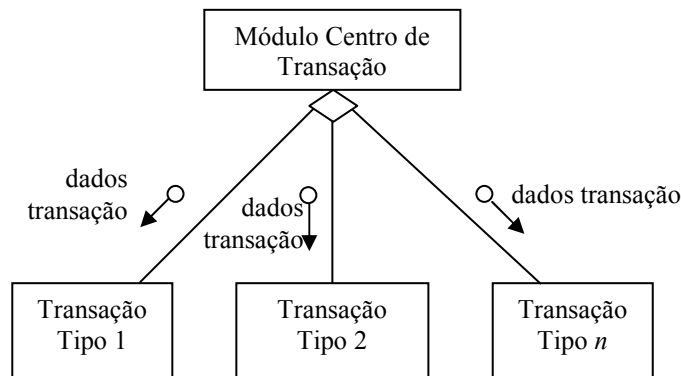 Módulo Centro de
Transação
dados
transação
dados
transação
dados transação
Transação
Tipo 1
Transação
Tipo 2
Transação
Tipo n